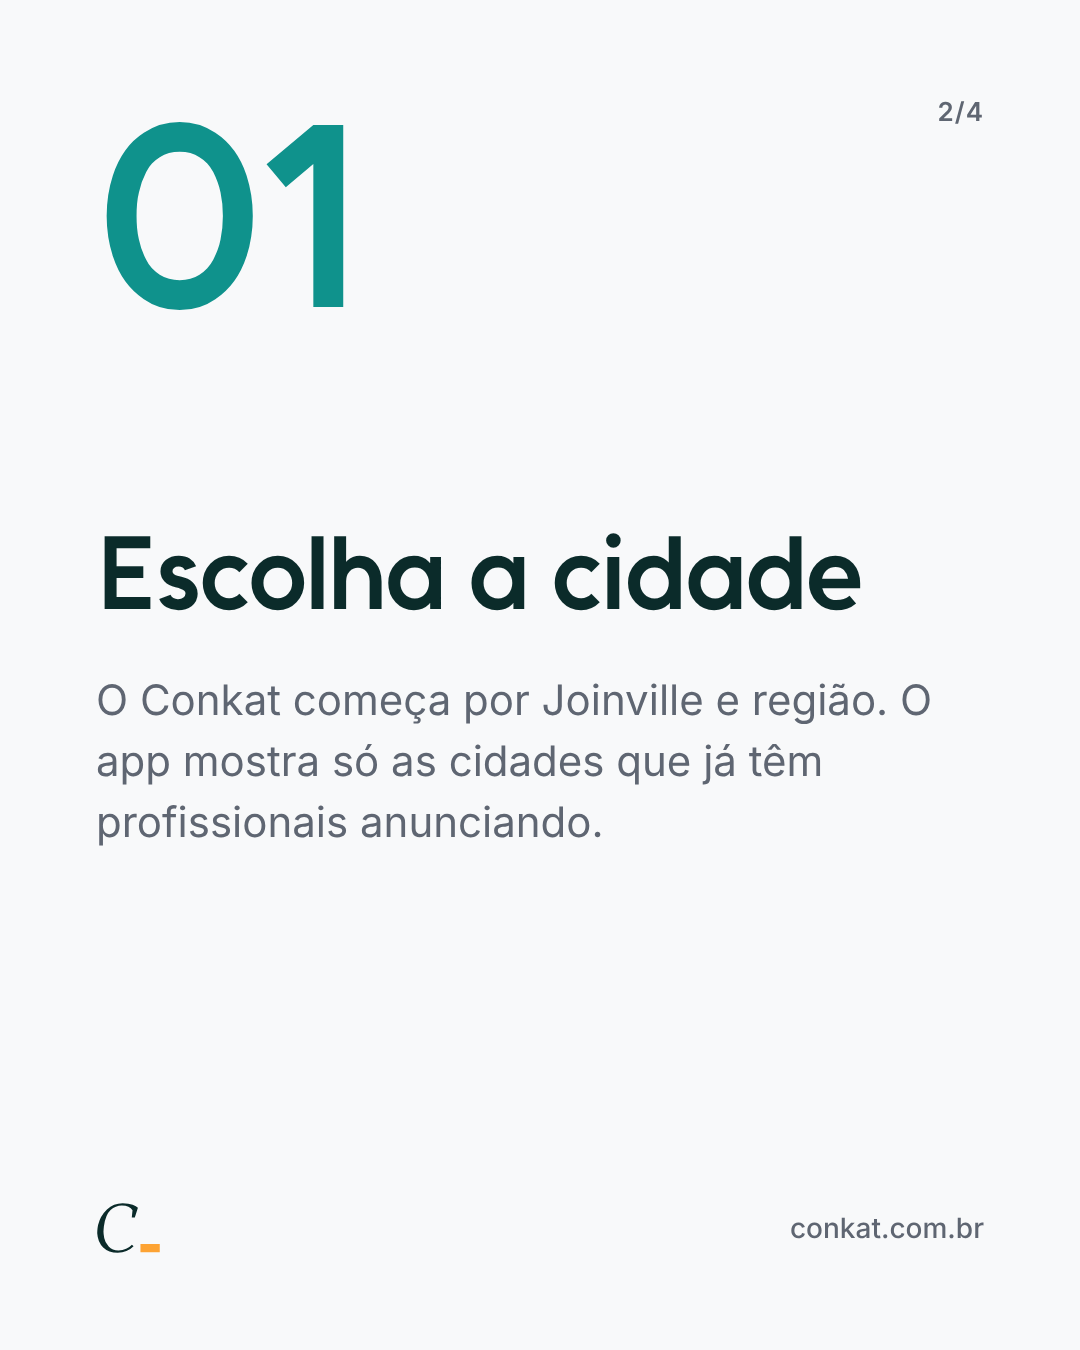 01
2/4
Escolha a cidade
O Conkat começa por Joinville e região. O
app mostra só as cidades que já têm
profissionais anunciando.
C
conkat.com.br